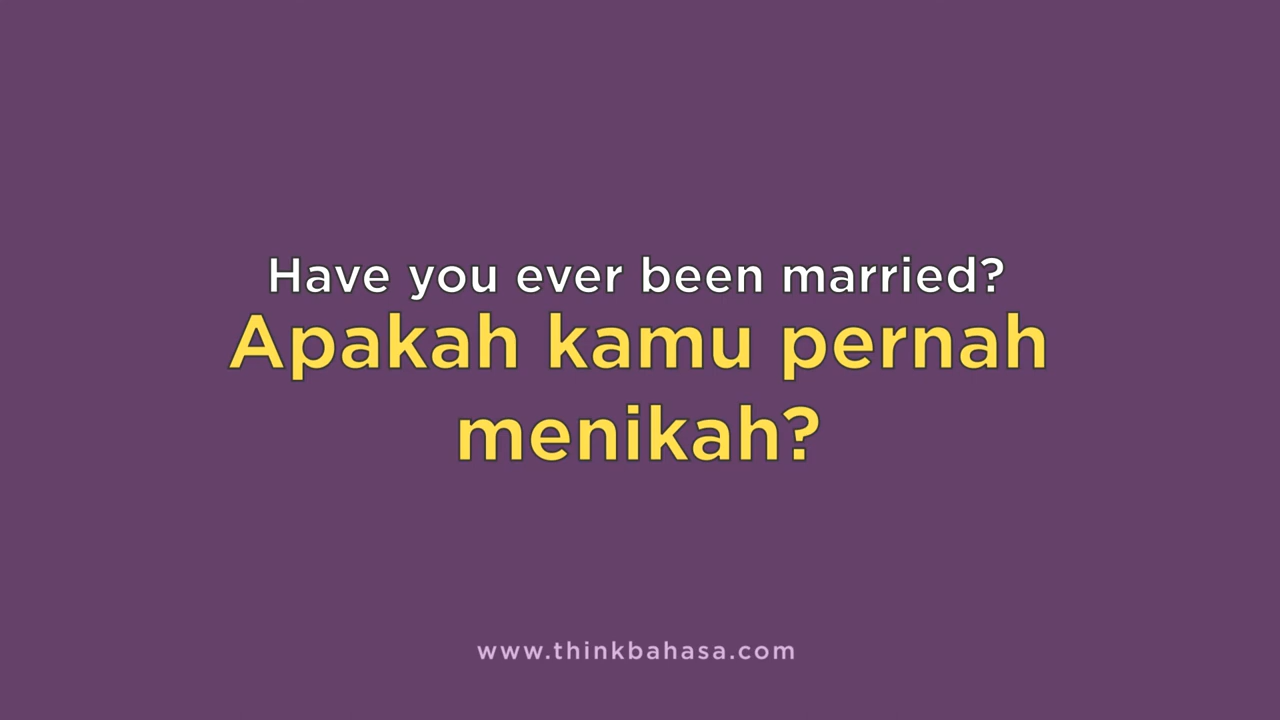 Have you ever been married?
Apakah kamu pernah
menikah?
www.thinkbahasa.com